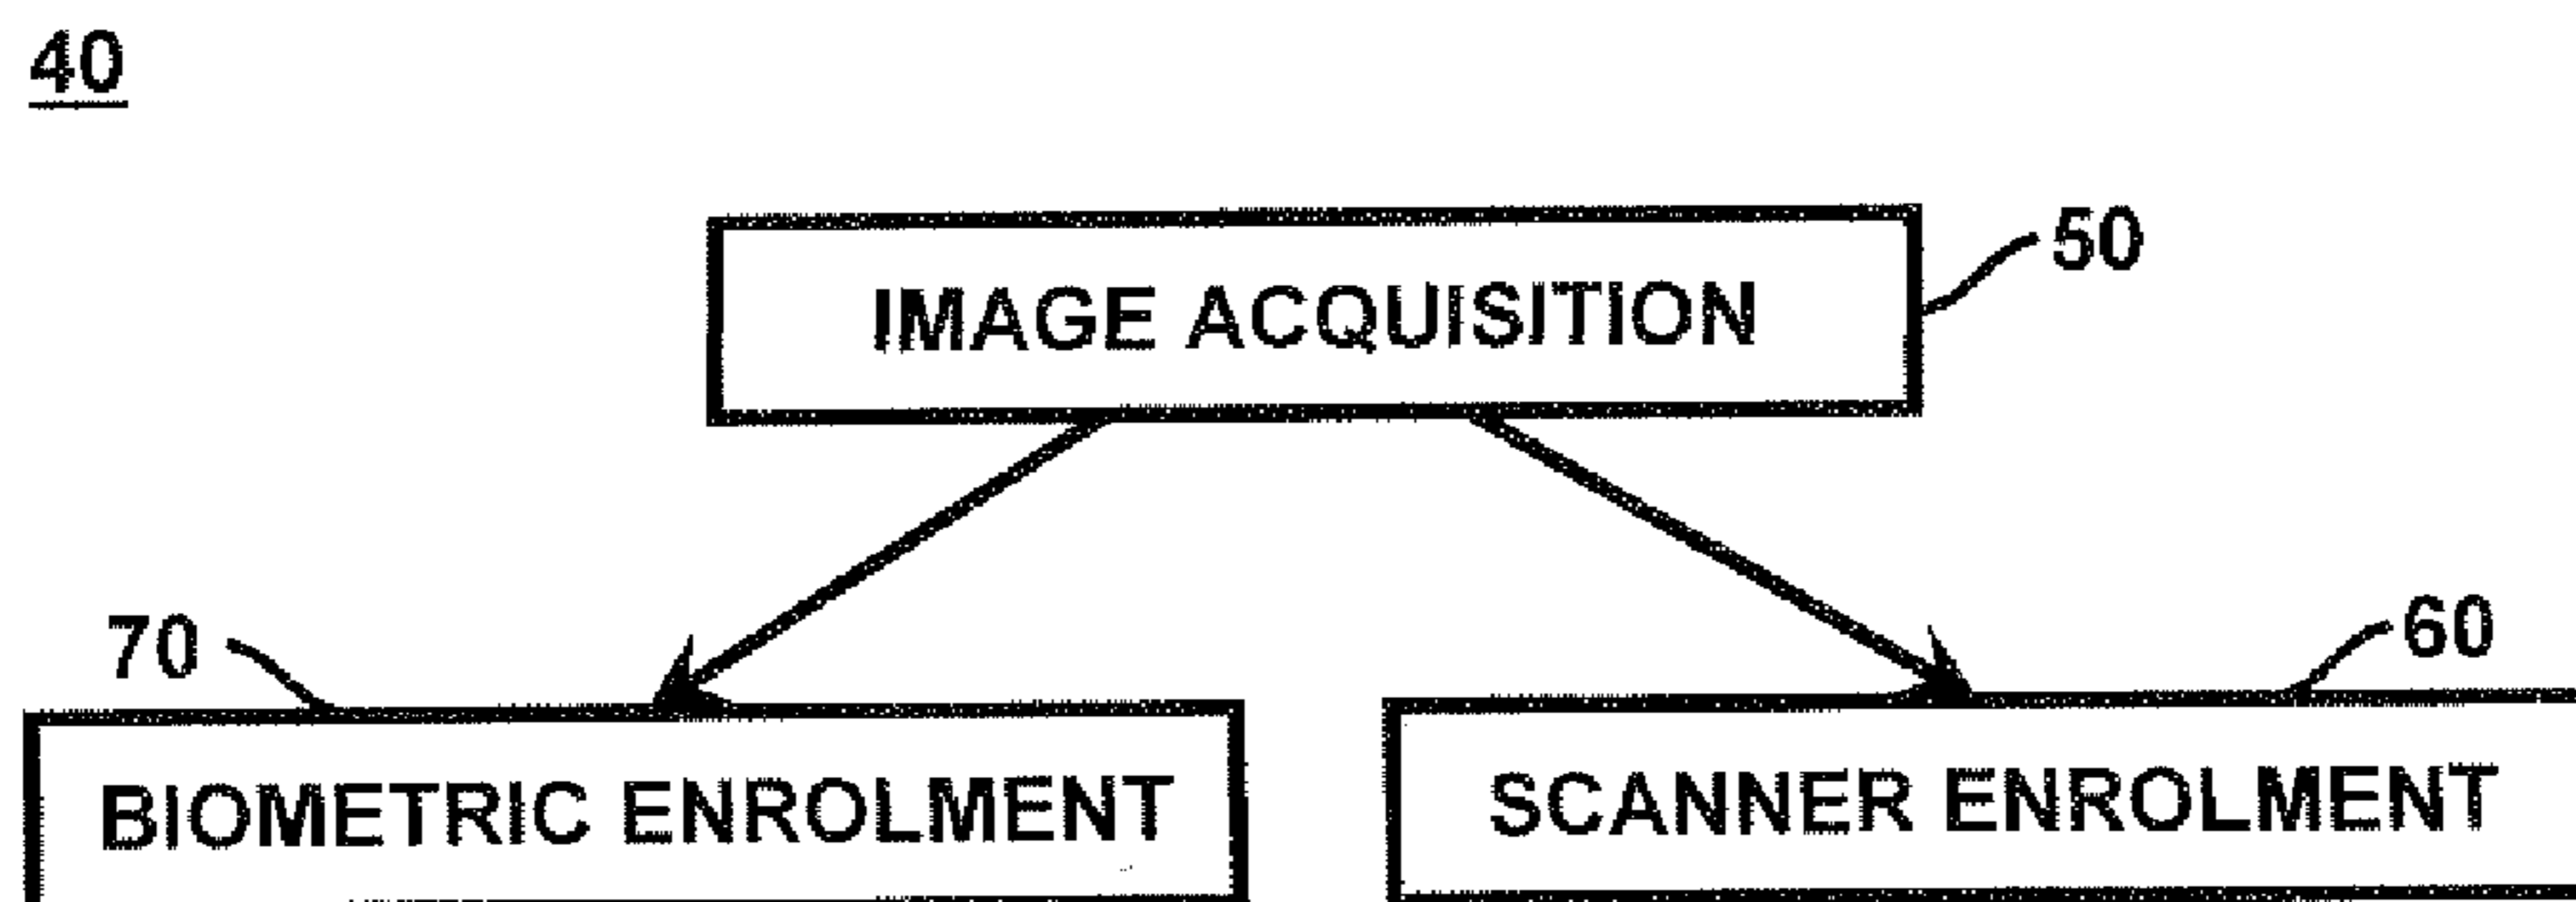 40
50
IMAGE ACQUISITION
70
60
BIOMETRIC ENROLMENT
SCANNER ENROLMENT